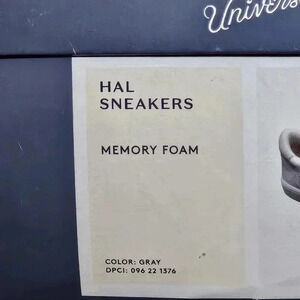 Univers
HAL
SNEAKERS
MEMORY FOAM
COLOR: GRAY
DPCI: 096 22 1376